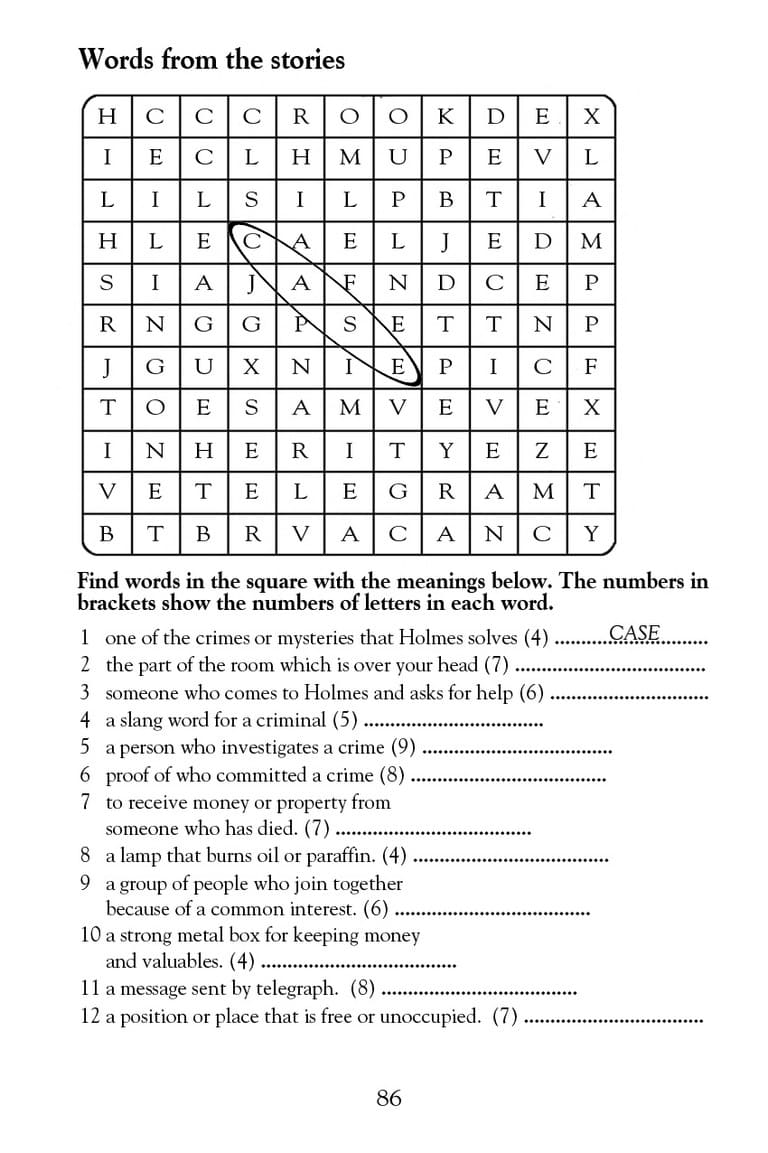 Words from the stories
H C C C R O O K D E X
I E C L H M U P E V L
L I L S I L P B T I A
H L E C A E L J E D M
S I A J A F N D C E P
R N G G P S E T T N P
J G U X N I E P I C F
T O E S A M V E V E X
I N H E R I T Y E Z E
V E T E L E G R A M T
B T B R V A C A N C Y
Find words in the square with the meanings below. The numbers in
brackets show the numbers of letters in each word.
1 one of the crimes or mysteries that Holmes solves (4) ...........CASE.........
2 the part of the room which is over your head (7) ....................................
3 someone who comes to Holmes and asks for help (6) ..............................
4 a slang word for a criminal (5) ..................................
5 a person who investigates a crime (9) ....................................
6 proof of who committed a crime (8) .....................................
7 to receive money or property from
someone who has died. (7) .....................................
8 a lamp that burns oil or paraffin. (4) .....................................
9 a group of people who join together
because of a common interest. (6) .....................................
10 a strong metal box for keeping money
and valuables. (4) .....................................
11 a message sent by telegraph. (8) .....................................
12 a position or place that is free or unoccupied. (7) ..................................
86